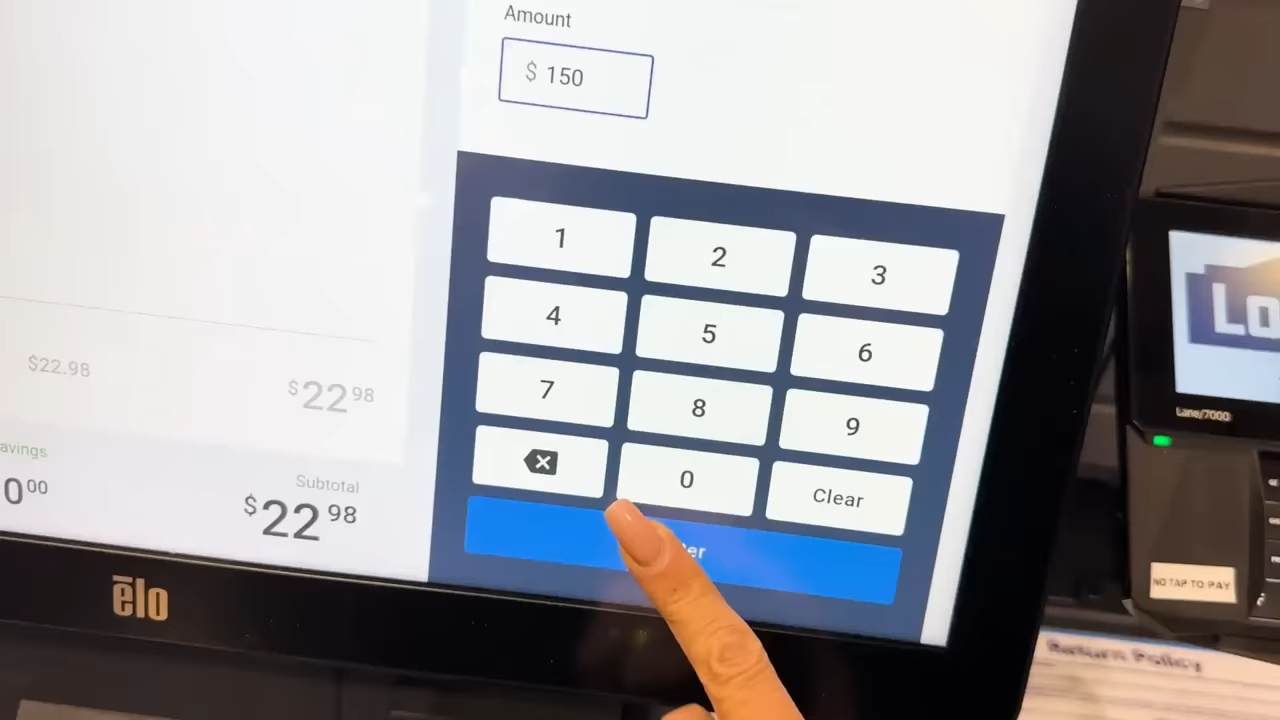 Amount
$ 150
1 2 3
4 5 6
7 8 9
0 Clear
$22.98
$22 98
avings
0 00
Subtotal
$22 98
ēlo
Lo
Lane/7000
NO TAP TO PAY
Return Policy